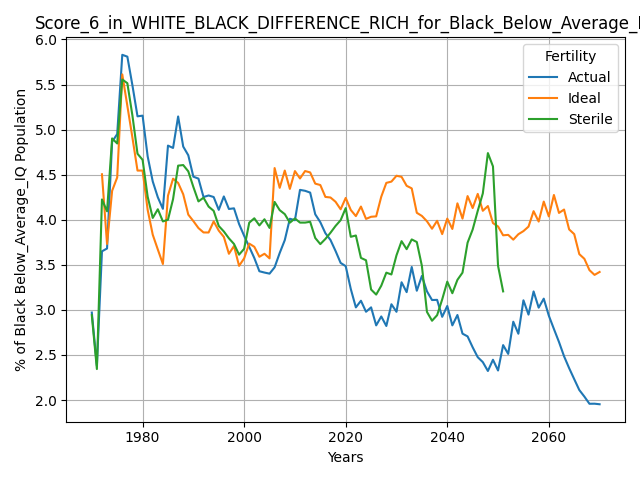 Score_6_in_WHITE_BLACK_DIFFERENCE_RICH_for_Black_Below_Average_I
6.0
5.5
5.0
4.5
4.0
3.5
3.0
2.5
2.0
% of Black Below_Average_IQ Population
Fertility
Actual
Ideal
Sterile
1980
2000
2020
2040
2060
Years